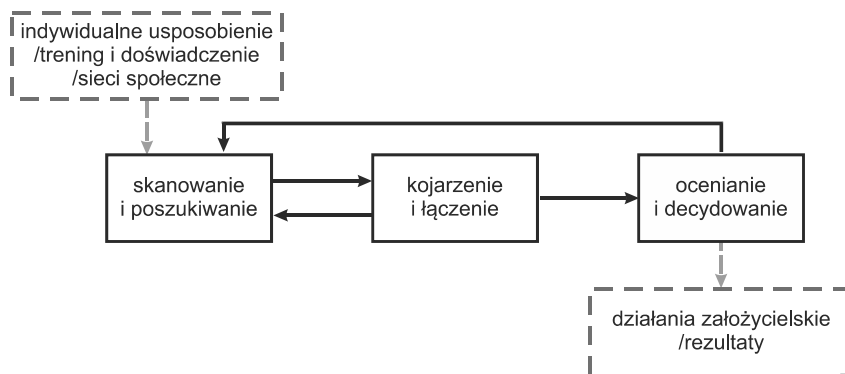 indywidualne usposobienie
/trening i doświadczenie
/sieci społeczne
skanowanie
i poszukiwanie
kojarzenie
i łączenie
ocenianie
i decydowanie
działania założycielskie
/rezultaty